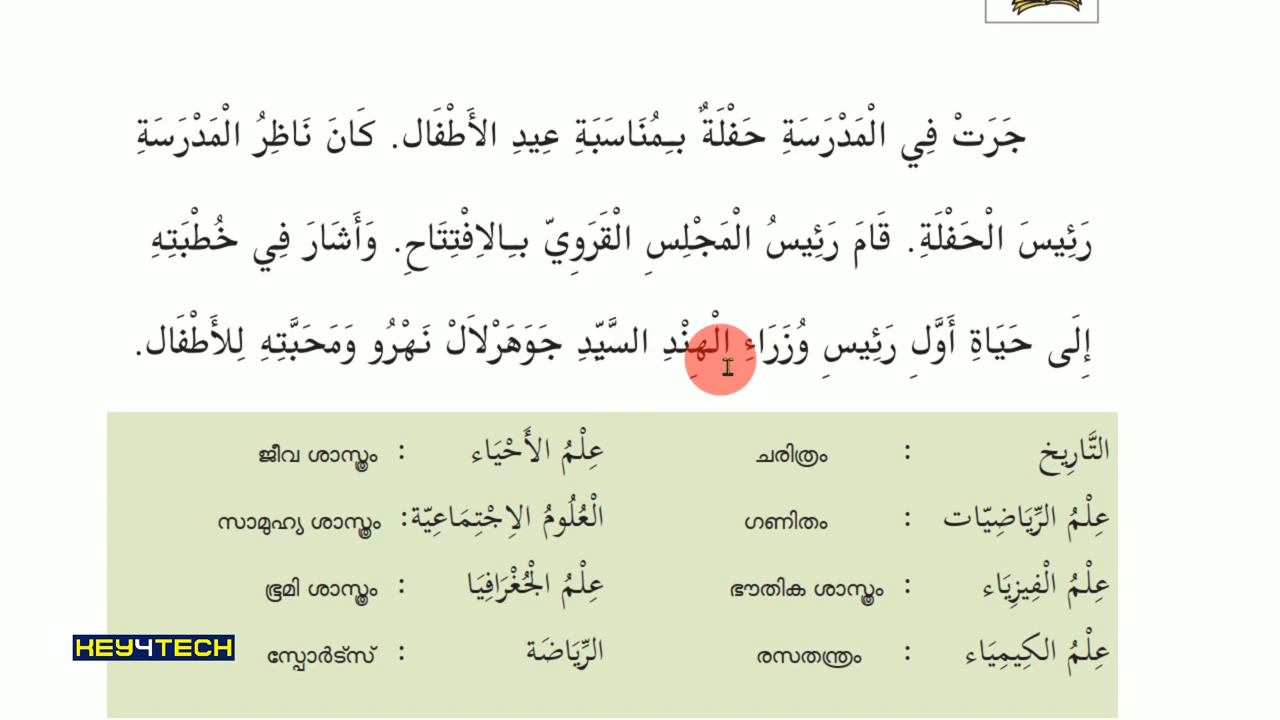 جَرَتْ فِي الْمَدْرَسَةِ حَفْلَةٌ بِمُنَاسَبَةِ عِيدِ الأَطْفَال. كَانَ نَاظِرُ الْمَدْرَسَةِ
رَئِيسَ الْحَفْلَةِ. قَامَ رَئِيسُ الْمَجْلِسِ الْقَرَوِيّ بِالاِفْتِتَاحِ. وَأَشَارَ فِي خُطْبَتِهِ
إِلَى حَيَاةِ أَوَّلِ رَئِيسِ وُزَرَاءِ الْهِنْدِ السَّيِّدِ جَوَهَرْلاَلْ نَهْرُو وَمَحَبَّتِهِ لِلأَطْفَال.
التَّارِيخ : ചരിത്രം عِلْمُ الأَحْيَاء : ജീവ ശാസ്ത്രം
عِلْمُ الرِّيَاضِيّات : ഗണിതം الْعُلُومُ الاِجْتِمَاعِيّة: സാമൂഹ്യ ശാസ്ത്രം
عِلْمُ الْفِيزِيَاء : ഭൗതിക ശാസ്ത്രം عِلْمُ الْجُغْرَافِيَا : ഭൂമി ശാസ്ത്രം
عِلْمُ الكِيمِيَاء : രസതന്ത്രം الرِّيَاضَة : സ്പോർട്സ്
KEY4TECH